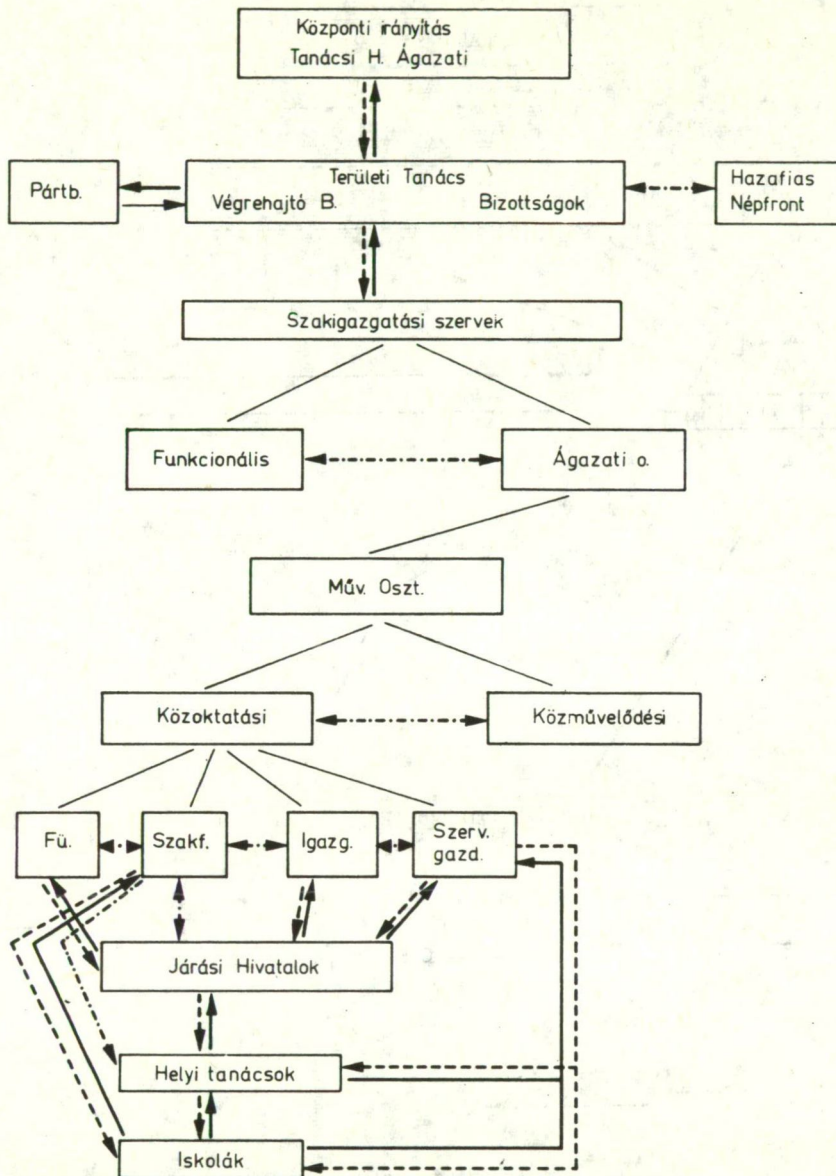 Központi irányítás
Tanácsi H. Ágazati
Pártb.
Területi Tanács
Végrehajtó B. Bizottságok
Hazafias
Népfront
Szakigazgatási szervek
Funkcionális
Ágazati o.
Műv. Oszt.
Közoktatási
Közművelődési
Fü.
Szakf.
Igazg.
Szerv.
gazd.
Járási Hivatalok
Helyi tanácsok
Iskolák